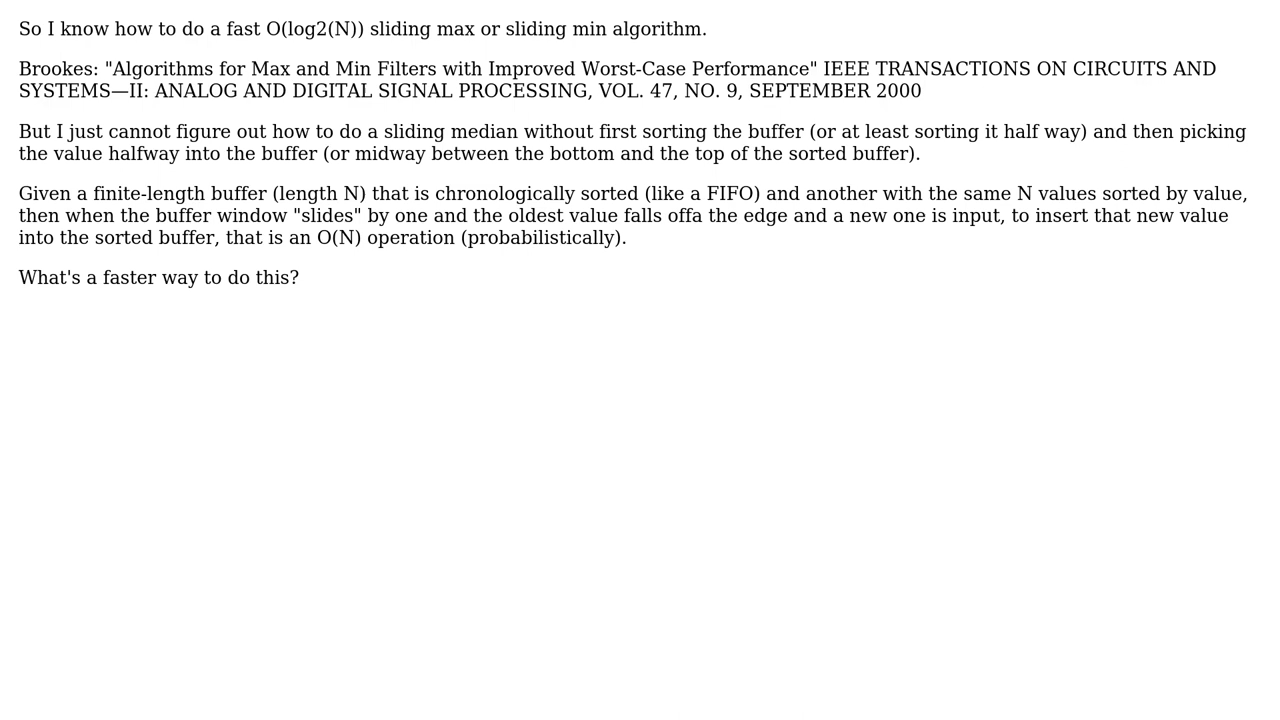 So I know how to do a fast O(log2(N)) sliding max or sliding min algorithm.
Brookes: "Algorithms for Max and Min Filters with Improved Worst-Case Performance" IEEE TRANSACTIONS ON CIRCUITS AND
SYSTEMS—II: ANALOG AND DIGITAL SIGNAL PROCESSING, VOL. 47, NO. 9, SEPTEMBER 2000
But I just cannot figure out how to do a sliding median without first sorting the buffer (or at least sorting it half way) and then picking
the value halfway into the buffer (or midway between the bottom and the top of the sorted buffer).
Given a finite-length buffer (length N) that is chronologically sorted (like a FIFO) and another with the same N values sorted by value,
then when the buffer window "slides" by one and the oldest value falls offa the edge and a new one is input, to insert that new value
into the sorted buffer, that is an O(N) operation (probabilistically).
What's a faster way to do this?